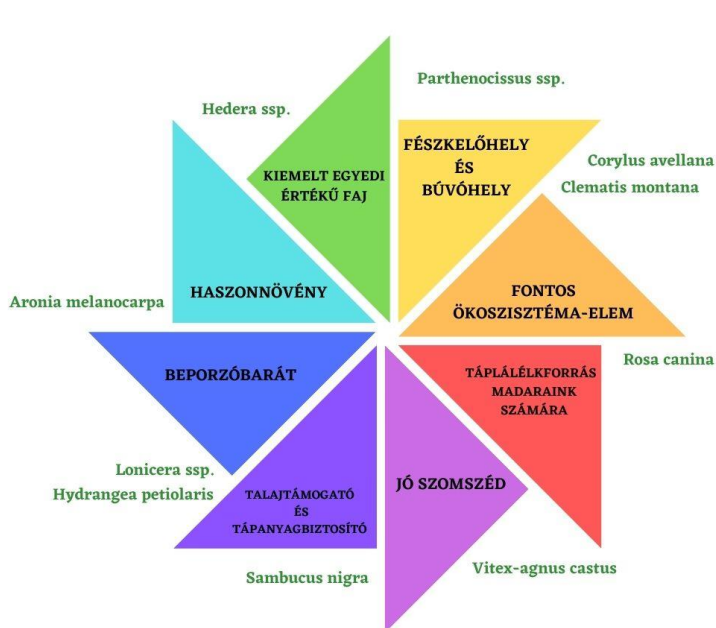 Parthenocissus ssp.
Hedera ssp.
FÉSZKELŐHELY
ÉS
BÚVÓHELY
Corylus avellana
Clematis montana
KIEMELT EGYEDI
ÉRTÉKŰ FAJ
HASZONNÖVÉNY
Aronia melanocarpa
FONTOS
ÖKOSZISZTÉMA-ELEM
Rosa canina
BEPORZÓBARÁT
TÁPLÁLÉKFORRÁS
MADARAINK
SZÁMÁRA
Lonicera ssp.
Hydrangea petiolaris
TALAJTÁMOGATÓ
ÉS
TÁPANYAGBIZTOSÍTÓ
JÓ SZOMSZÉD
Sambucus nigra
Vitex-agnus castus